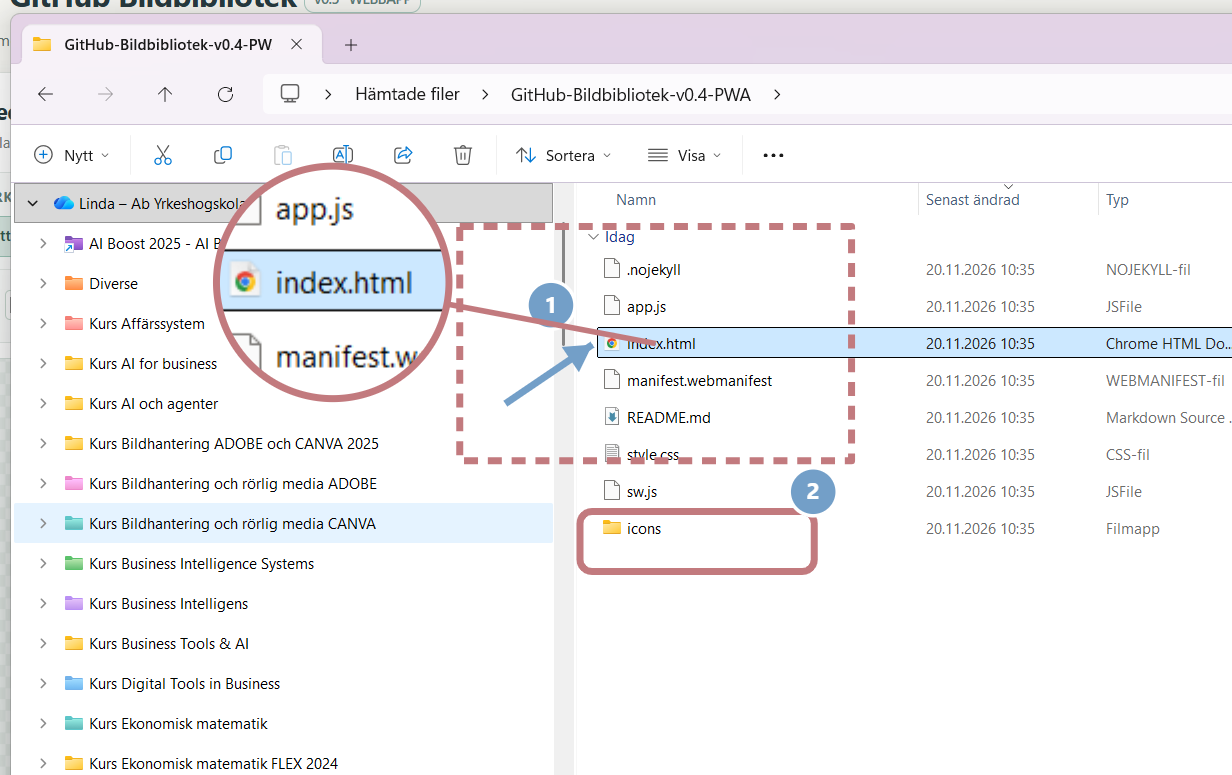 GitHub Bildbibliotek v0.5 WEBBAPP
GitHub-Bildbibliotek-v0.4-PW
Hämtade filer GitHub-Bildbibliotek-v0.4-PWA
Nytt Sortera Visa
Namn Senast ändrad Typ
Linda – Ab Yrkeshogskola
AI Boost 2025 - AI B
Diverse
Kurs Affärssystem
Kurs AI for business
Kurs AI och agenter
Kurs Bildhantering ADOBE och CANVA 2025
Kurs Bildhantering och rörlig media ADOBE
Kurs Bildhantering och rörlig media CANVA
Kurs Business Intelligence Systems
Kurs Business Intelligens
Kurs Business Tools & AI
Kurs Digital Tools in Business
Kurs Ekonomisk matematik
Kurs Ekonomisk matematik FLEX 2024
app.js
index.html
manifest.w
1
Idag
.nojekyll 20.11.2026 10:35 NOJEKYLL-fil
app.js 20.11.2026 10:35 JSFile
index.html 20.11.2026 10:35 Chrome HTML Do...
manifest.webmanifest 20.11.2026 10:35 WEBMANIFEST-fil
README.md 20.11.2026 10:35 Markdown Source ...
style.css 20.11.2026 10:35 CSS-fil
sw.js 20.11.2026 10:35 JSFile
2
icons 20.11.2026 10:35 Filmapp